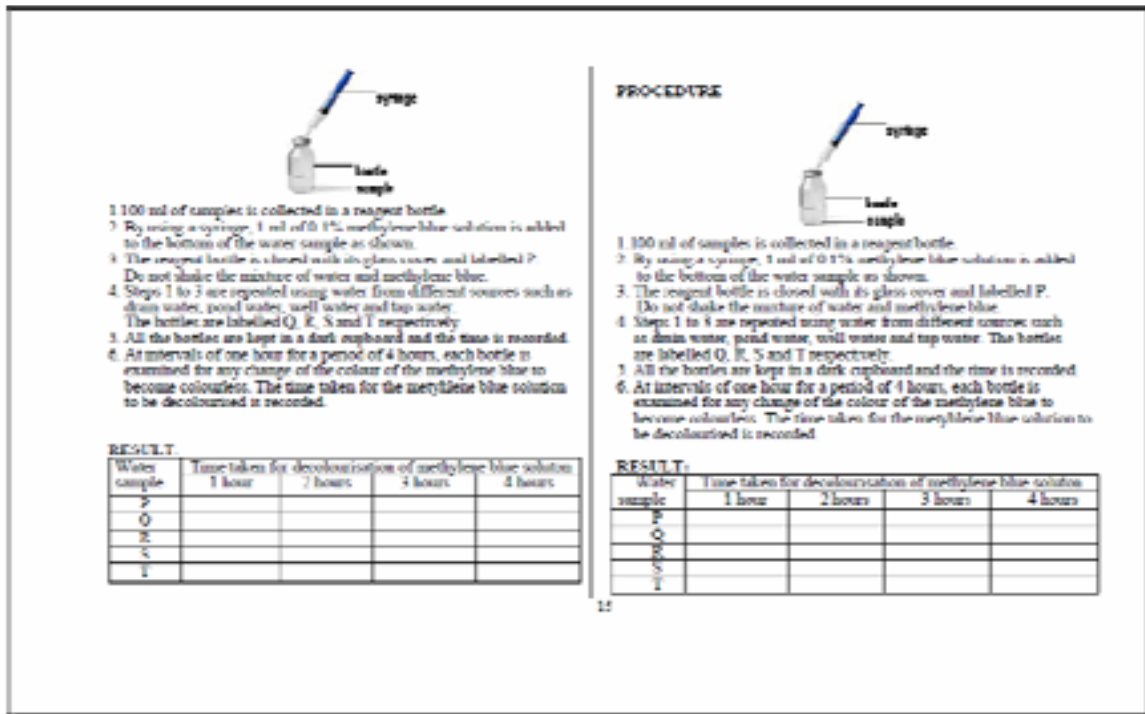 syringe
bottle
sample
1 100 ml of samples is collected in a reagent bottle
2. By using a syringe, 1 ml of 0.1% methylene blue solution is added
to the bottom of the water sample as shown.
3. The reagent bottle is closed with its glass cover and labelled P
Do not shake the mixture of water and methylene blue.
4. Steps 1 to 3 are repeated using water from different sources such as
drain water, pond water, well water and tap water.
The bottles are labelled Q, R, S and T respectively
5. All the bottles are kept in a dark cupboard and the time is recorded.
6. At intervals of one hour for a period of 4 hours, each bottle is
examined for any change of the colour of the methylene blue to
become colourless. The time taken for the metyhlene blue solution
to be decolourised is recorded.
RESULT:
Water Time taken for decolourisation of methylene blue soluton
sample 1 hour 2 hours 3 hours 4 hours
P
Q
R
S
T
PROCEDURE
syringe
bottle
sample
1. 100 ml of samples is collected in a reagent bottle.
2. By using a syringe, 1 ml of 0.1% methylene blue solution is added
to the bottom of the water sample as shown.
3. The reagent bottle is closed with its glass cover and labelled P.
Do not shake the mixture of water and methylene blue.
4. Steps 1 to 3 are repeated using water from different sources such
as drain water, pond water, well water and tap water. The bottles
are labelled Q, R, S and T respectively.
5. All the bottles are kept in a dark cupboard and the time is recorded
6. At intervals of one hour for a period of 4 hours, each bottle is
examined for any change of the colour of the methylene blue to
become colourless. The time taken for the metyhlene blue solution to
be decolourised is recorded
RESULT:
Water Time taken for decolourisation of methylene blue soluton
sample 1 hour 2 hours 3 hours 4 hours
P
Q
R
S
T
15